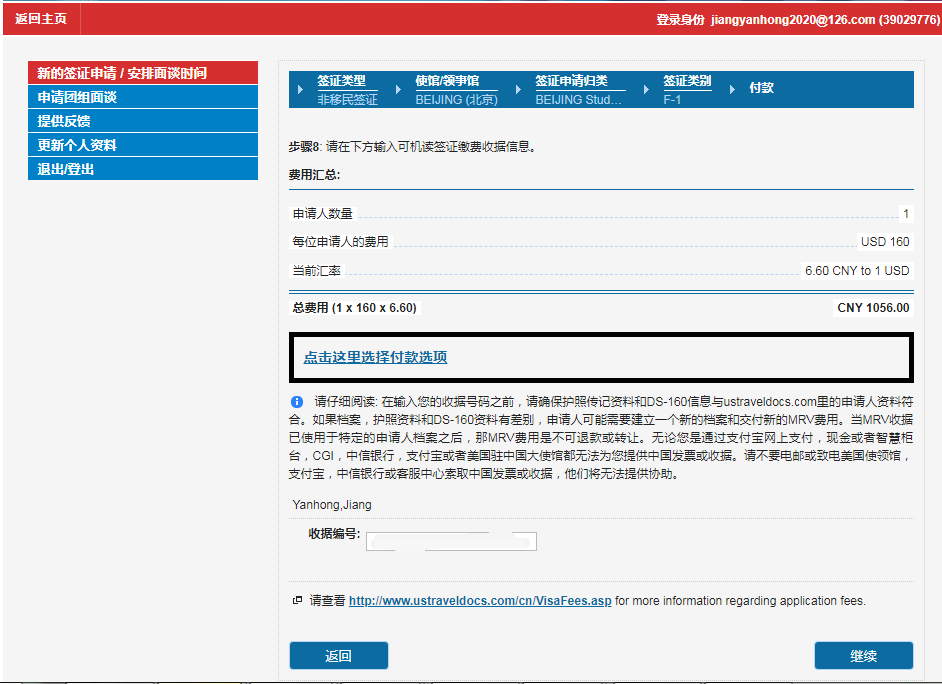 返回主页
登录身份 jiangyanhong2020@126.com (39029776)
新的签证申请 / 安排面谈时间
申请团组面谈
提供反馈
更新个人资料
退出/登出
签证类型
非移民签证
使馆/领事馆
BEIJING (北京)
签证申请归类
BEIJING Stud...
签证类别
F-1
付款
步骤8: 请在下方输入可机读签证缴费收据信息。
费用汇总:
申请人数量 1
每位申请人的费用 USD 160
当前汇率 6.60 CNY to 1 USD
总费用 (1 x 160 x 6.60) CNY 1056.00
点击这里选择付款选项
请仔细阅读: 在输入您的收据号码之前，请确保护照传记资料和DS-160信息与ustraveldocs.com里的申请人资料符
合。如果档案，护照资料和DS-160资料有差别，申请人可能需要建立一个新的档案和交付新的MRV费用。当MRV收据
已使用于特定的申请人档案之后，那MRV费用是不可退款或转让。无论您是通过支付宝网上支付，现金或者智慧柜
台，CGI，中信银行，支付宝或者美国驻中国大使馆都无法为您提供中国发票或收据。请不要电邮或致电美国使领馆，
支付宝，中信银行或客服中心索取中国发票或收据，他们将无法提供协助。
Yanhong,Jiang
收据编号:
请查看 http://www.ustraveldocs.com/cn/VisaFees.asp for more information regarding application fees.
返回
继续